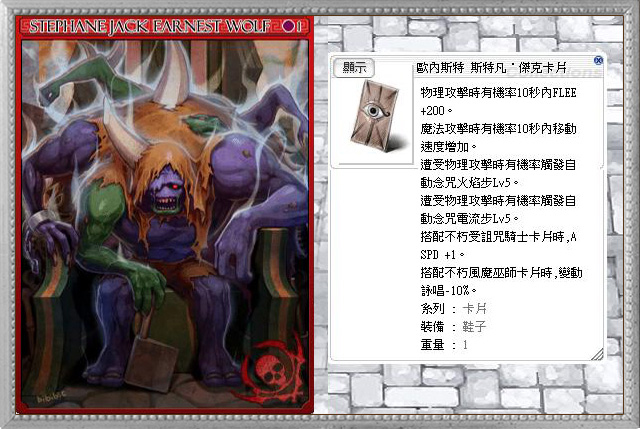 STEPHANE JACK EARNEST WOLF
顯示
歐內斯特 斯特凡˙傑克卡片
物理攻擊時有機率10秒內FLEE
+200。
魔法攻擊時有機率10秒內移動
速度增加。
遭受物理攻擊時有機率觸發自
動念咒火焰步Lv5。
遭受物理攻擊時有機率觸發自
動念咒電流步Lv5。
搭配不朽受詛咒騎士卡片時,A
SPD +1。
搭配不朽風魔巫師卡片時,變動
詠唱-10%。
系列 : 卡片
裝備 : 鞋子
重量 : 1